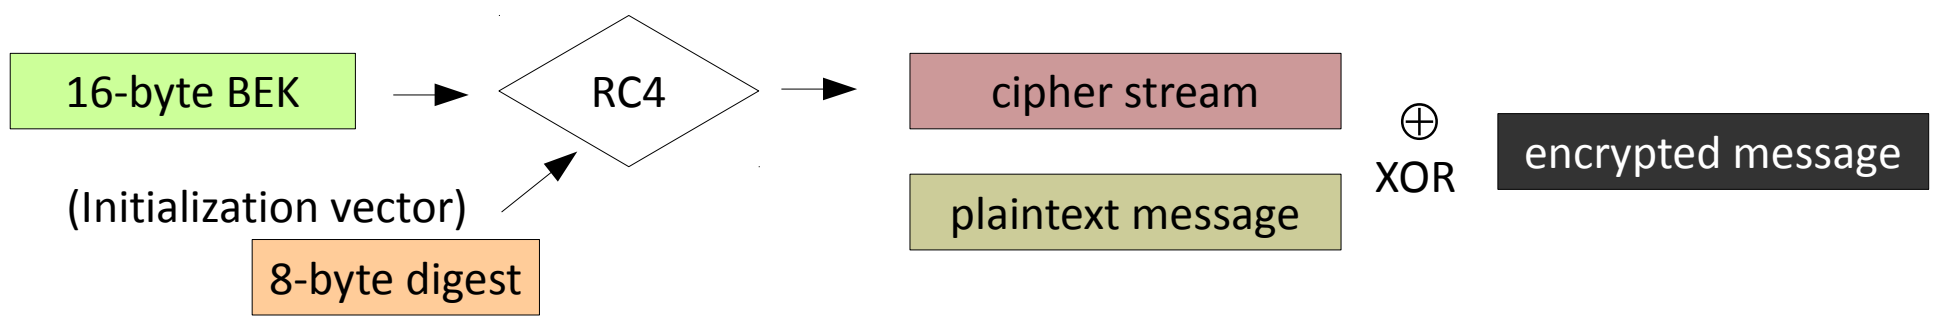 16-byte BEK
RC4
cipher stream
⊕
XOR
encrypted message
(Initialization vector)
plaintext message
8-byte digest